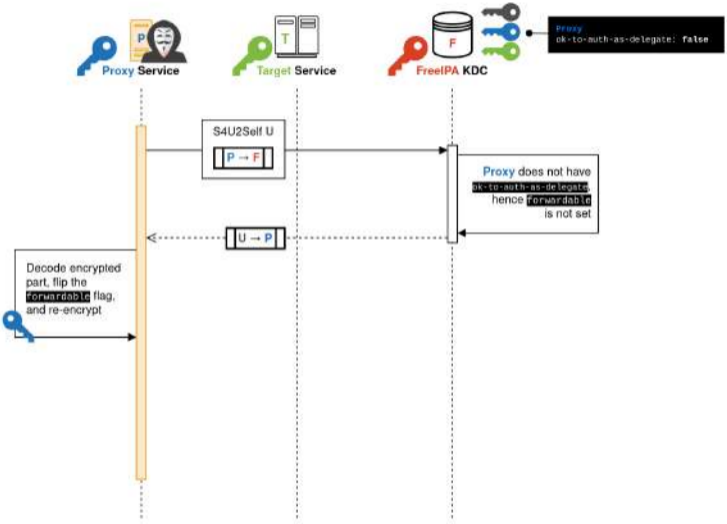 P
T
F
Proxy
ok-to-auth-as-delegate: false
Proxy Service
Target Service
FreeIPA KDC
S4U2Self U
P → F
Proxy does not have
ok-to-auth-as-delegate,
hence forwardable
is not set
U → P
Decode encrypted
part, flip the
forwardable flag,
and re-encrypt